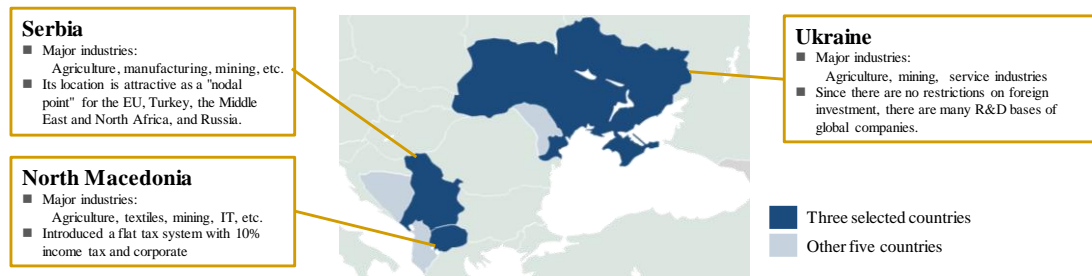 Serbia
■ Major industries:
Agriculture, manufacturing, mining, etc.
■ Its location is attractive as a "nodal
point" for the EU, Turkey, the Middle
East and North Africa, and Russia.
North Macedonia
■ Major industries:
Agriculture, textiles, mining, IT, etc.
■ Introduced a flat tax system with 10%
income tax and corporate
Ukraine
■ Major industries:
Agriculture, mining, service industries
■ Since there are no restrictions on foreign
investment, there are many R&D bases of
global companies.
Three selected countries
Other five countries